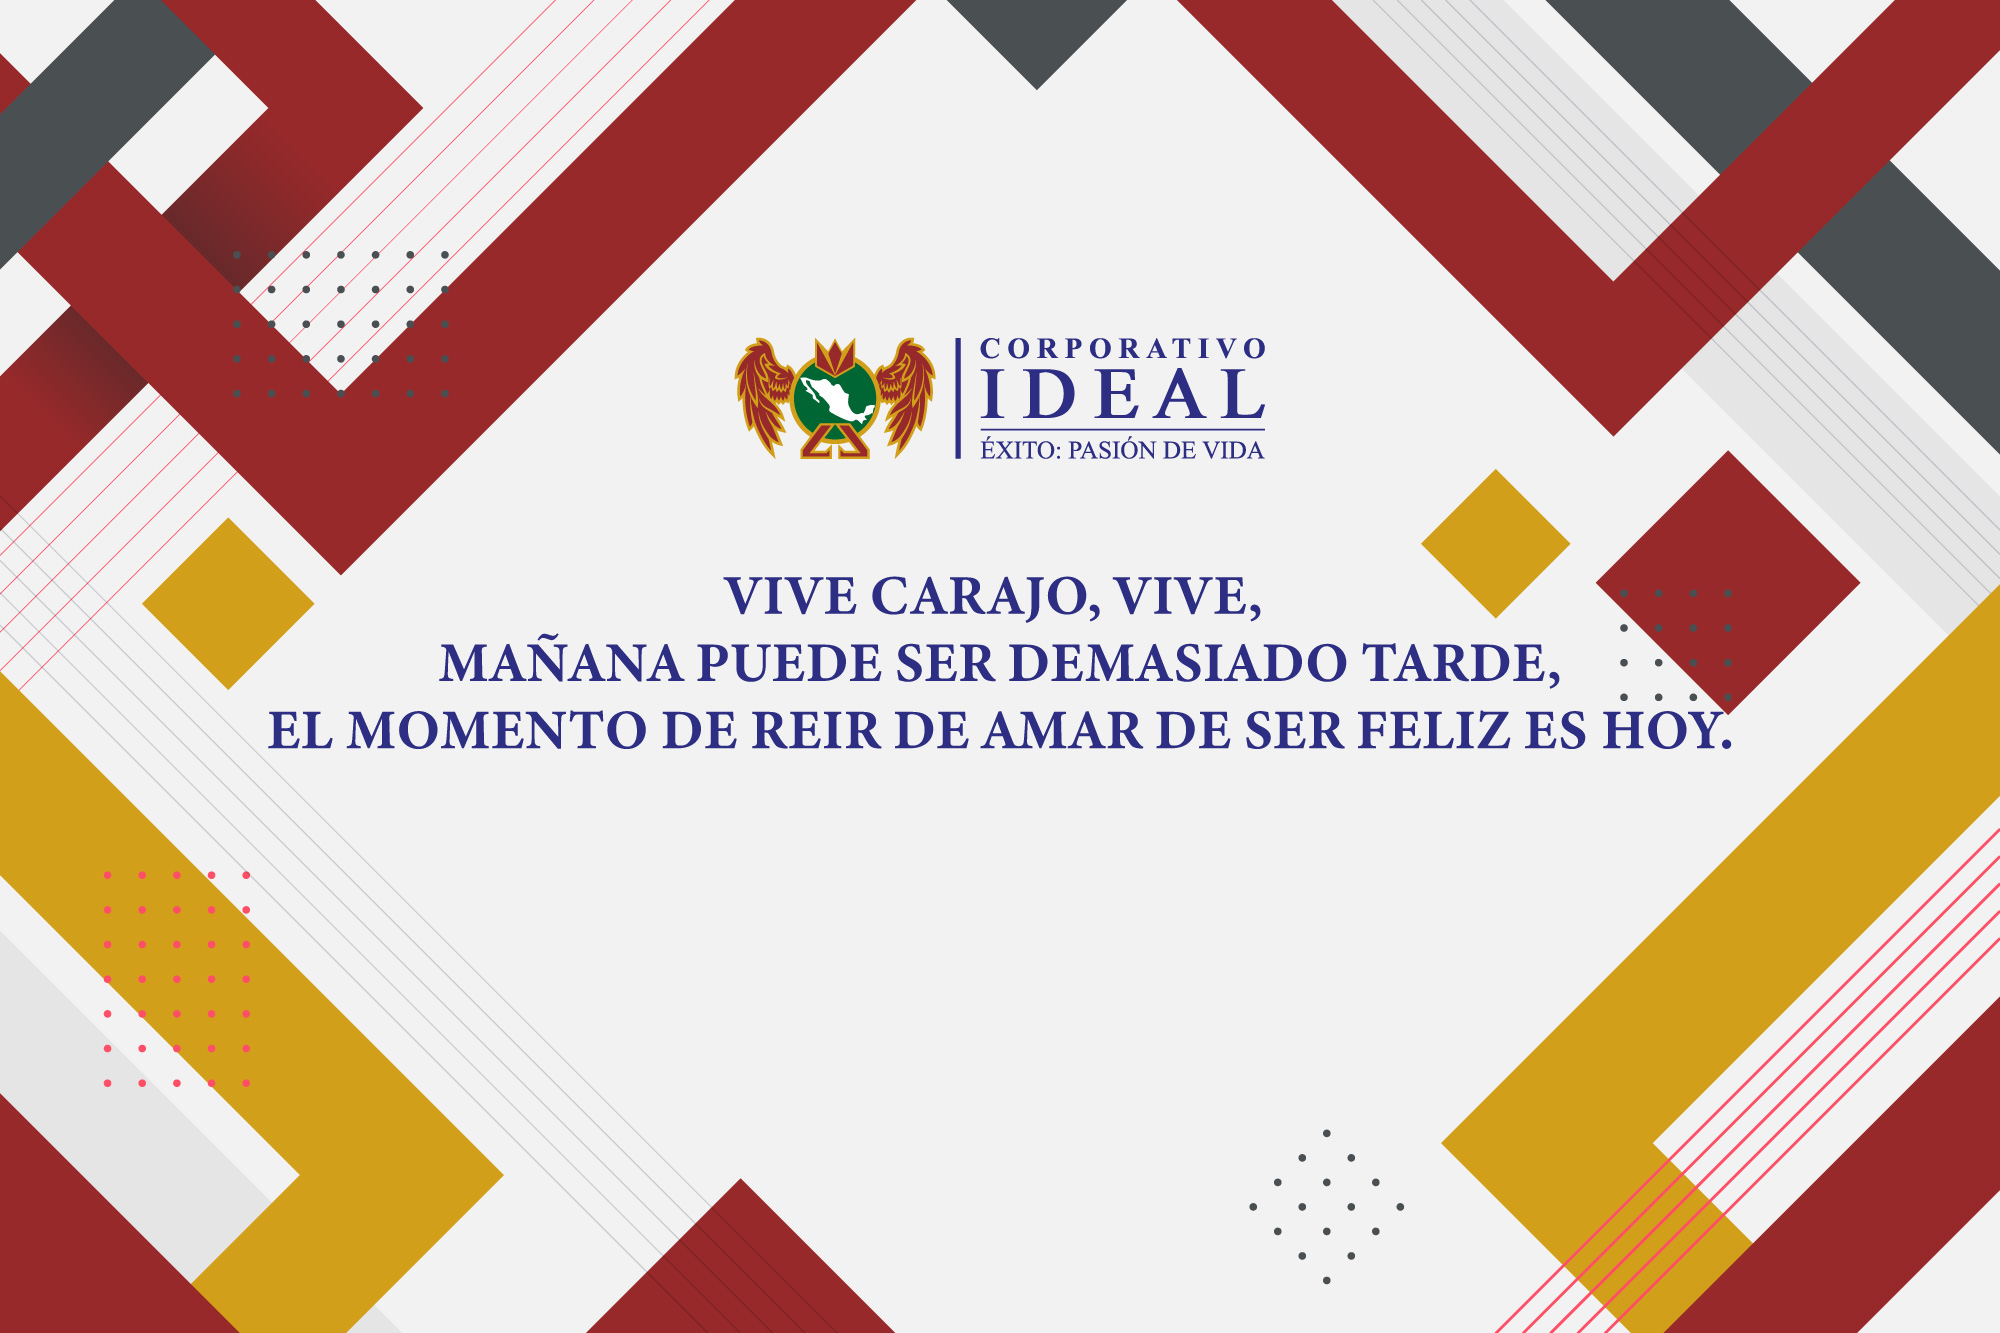 CORPORATIVO
IDEAL
ÉXITO: PASIÓN DE VIDA
VIVE CARAJO, VIVE,
MAÑANA PUEDE SER DEMASIADO TARDE,
EL MOMENTO DE REIR DE AMAR DE SER FELIZ ES HOY.